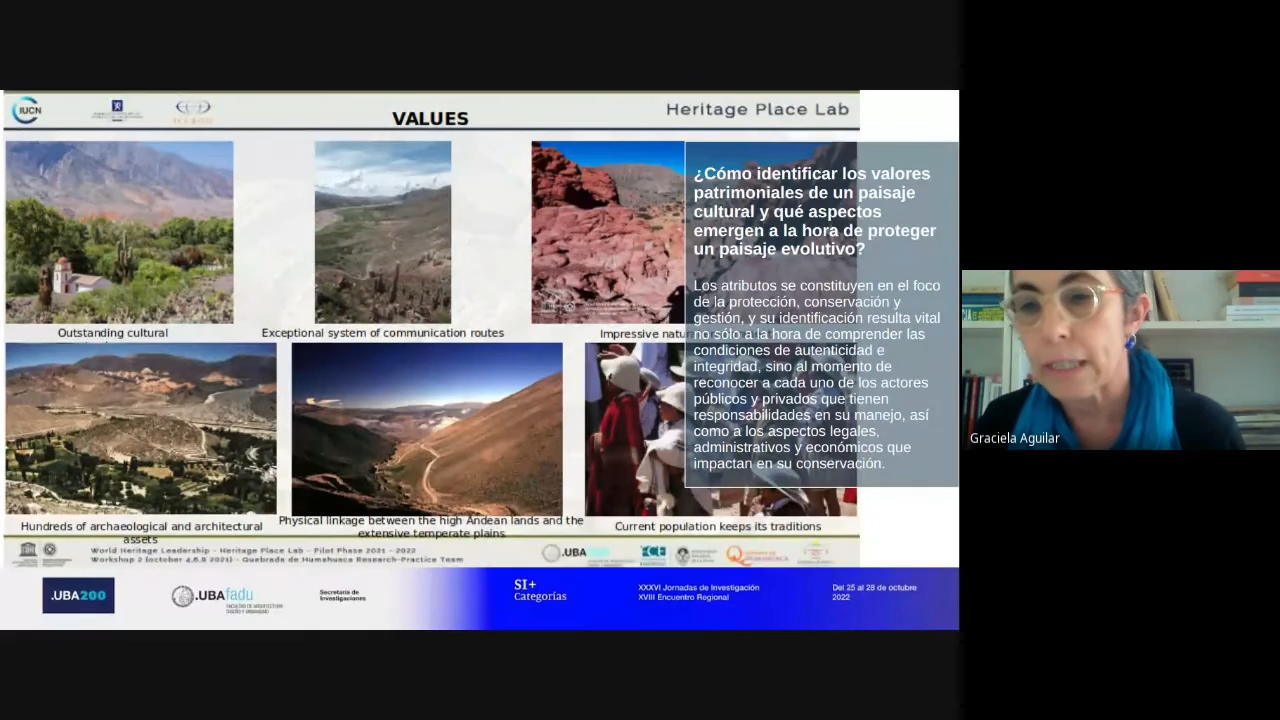 IUCN
VALUES
Heritage Place Lab
¿Cómo identificar los valores
patrimoniales de un paisaje
cultural y qué aspectos
emergen a la hora de proteger
un paisaje evolutivo?
Los atributos se constituyen en el foco
de la protección, conservación y
gestión, y su identificación resulta vital
no sólo a la hora de comprender las
condiciones de autenticidad e
integridad, sino al momento de
reconocer a cada uno de los actores
públicos y privados que tienen
responsabilidades en su manejo, así
como a los aspectos legales,
administrativos y económicos que
impactan en su conservación.
Outstanding cultural
Exceptional system of communication routes
Impressive natur
Hundreds of archaeological and architectural
assets
Physical linkage between the high Andean lands and the
extensive temperate plains
Current population keeps its traditions
World Heritage Leadership - Heritage Place Lab - Pilot Phase 2021 - 2022
Workshop 2 (october 4,6,8 2021) - Quebrada de Humahuaca Research-Practice Team
.UBA
FCE
.UBA200
.UBAfadu
FACULTAD DE ARQUITECTURA
DISEÑO Y URBANISMO
Secretaría de
Investigaciones
SI+
Categorías
XXXVI Jornadas de Investigación
XVIII Encuentro Regional
Del 25 al 28 de octubre
2022
Graciela Aguilar